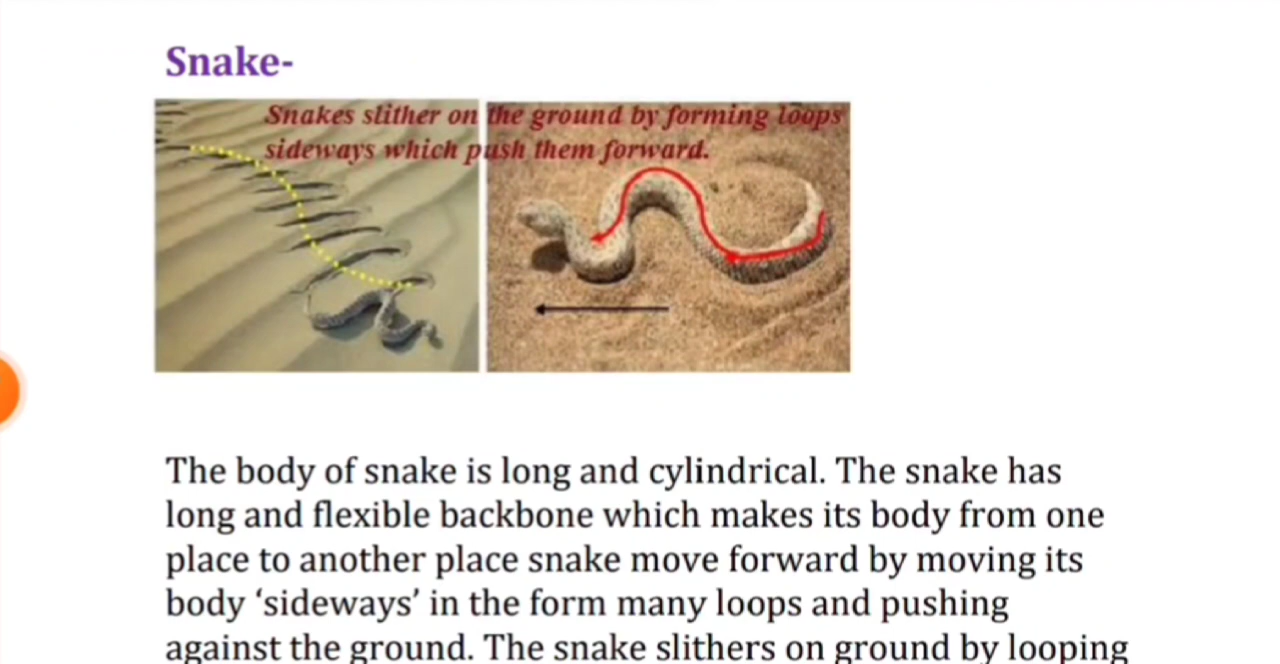 Snake-
Snakes slither on the ground by forming loops
sideways which push them forward.
The body of snake is long and cylindrical. The snake has
long and flexible backbone which makes its body from one
place to another place snake move forward by moving its
body ‘sideways’ in the form many loops and pushing
against the ground. The snake slithers on ground by looping